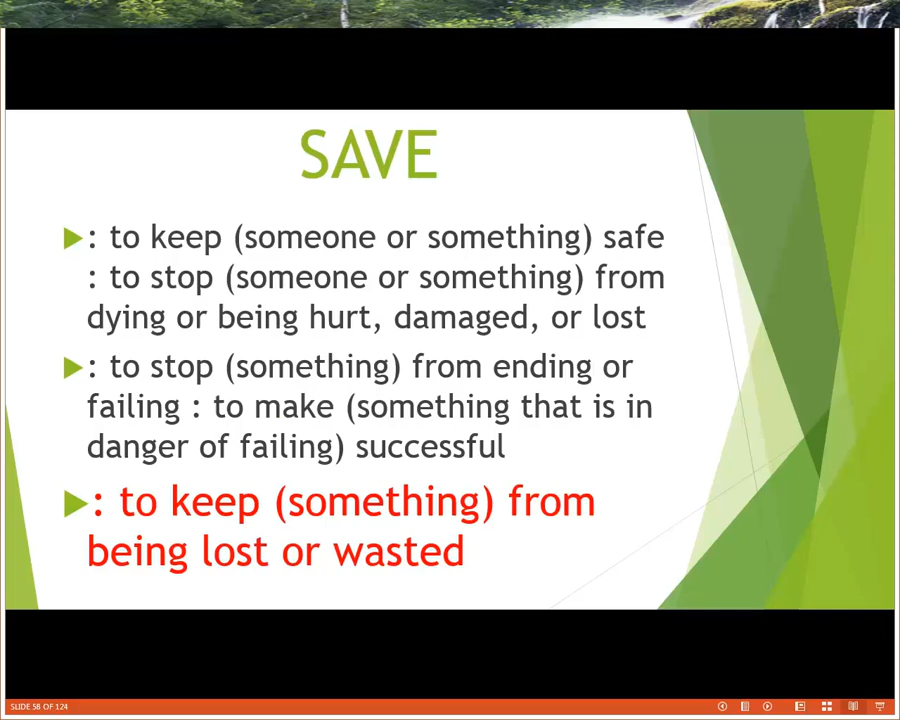 SAVE
: to keep (someone or something) safe
: to stop (someone or something) from
dying or being hurt, damaged, or lost
: to stop (something) from ending or
failing : to make (something that is in
danger of failing) successful
: to keep (something) from
being lost or wasted
SLIDE 58 OF 124